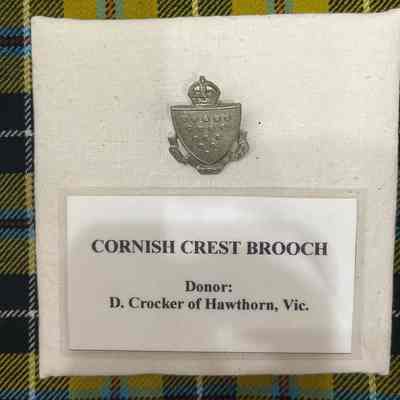 CORNISH CREST BROOCH
Donor:
D. Crocker of Hawthorn, Vic.